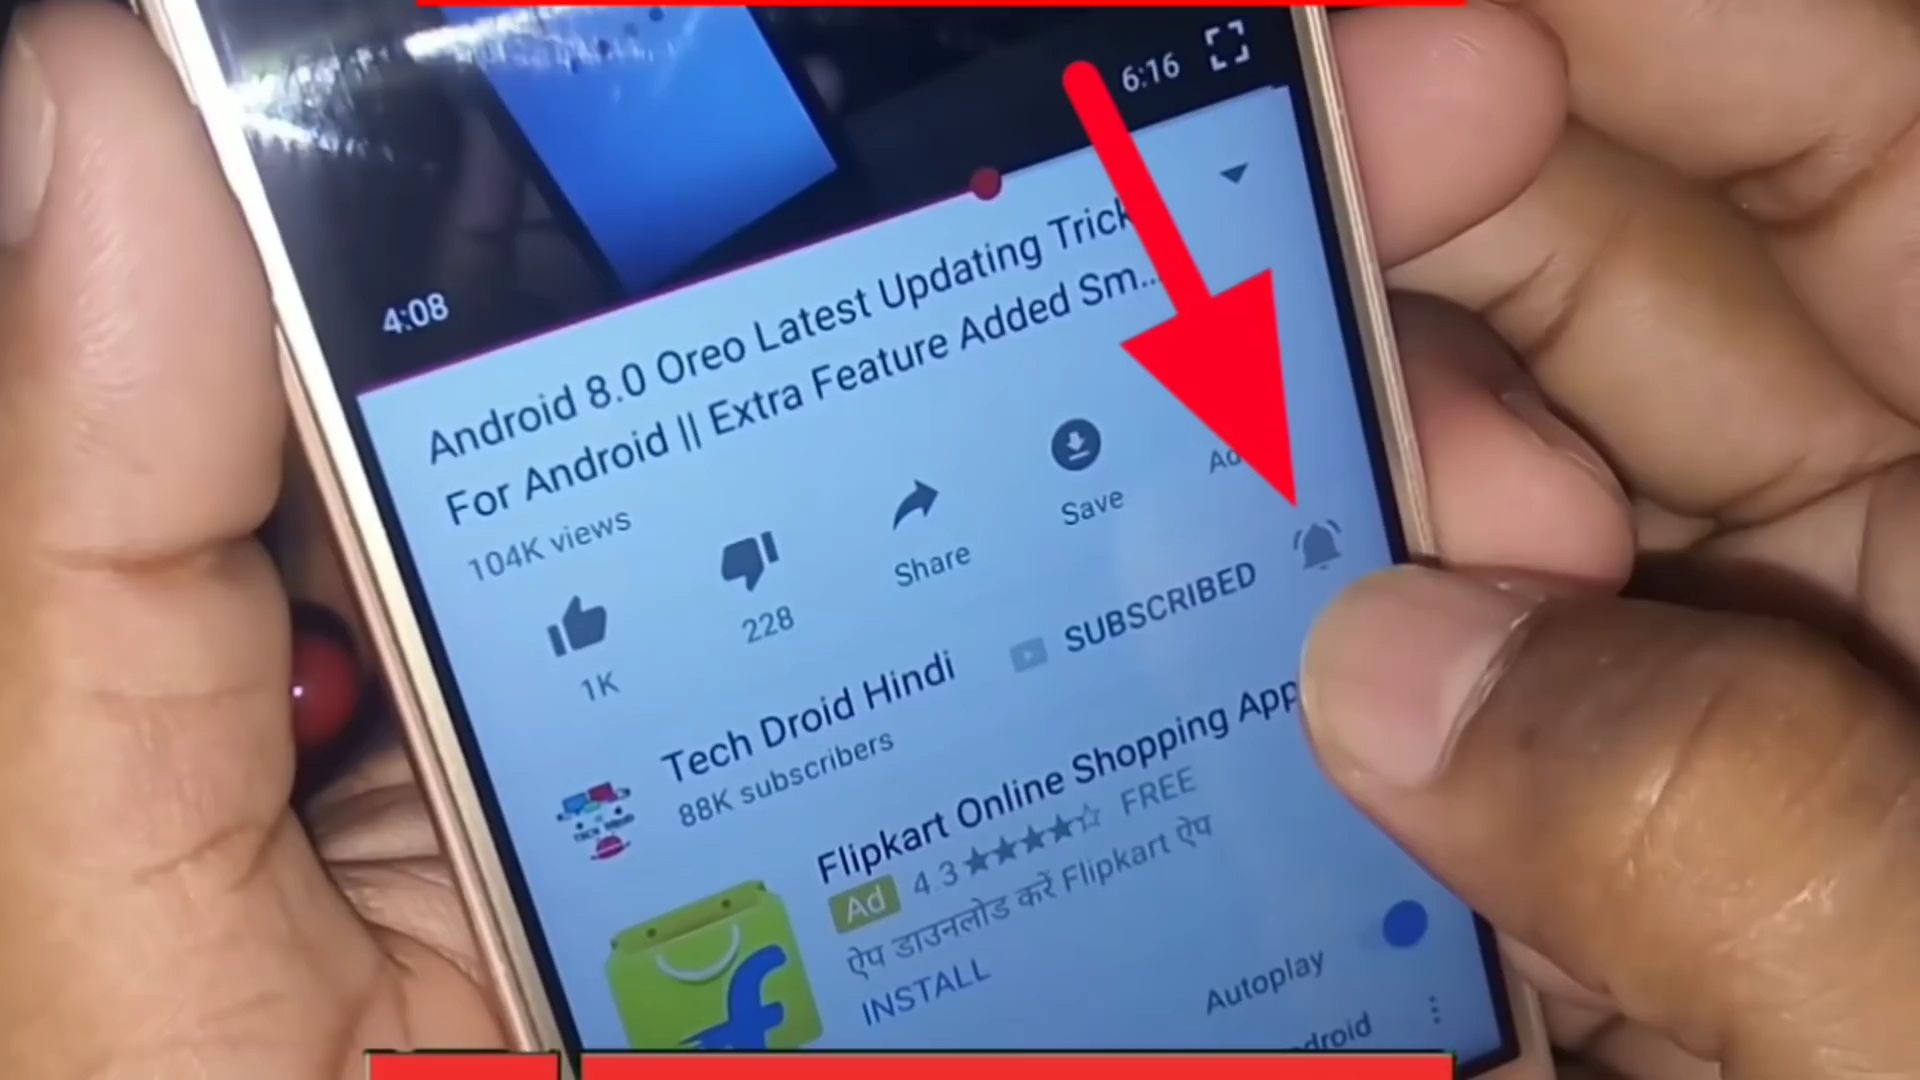 6:16
4:08
Android 8.0 Oreo Latest Updating Trick
For Android || Extra Feature Added Sm...
104K views
1K
228
Share
Save
Tech Droid Hindi
88K subscribers
SUBSCRIBED
Flipkart Online Shopping App
Ad 4.3 FREE
ऐप डाउनलोड करें Flipkart ऐप
INSTALL
Autoplay